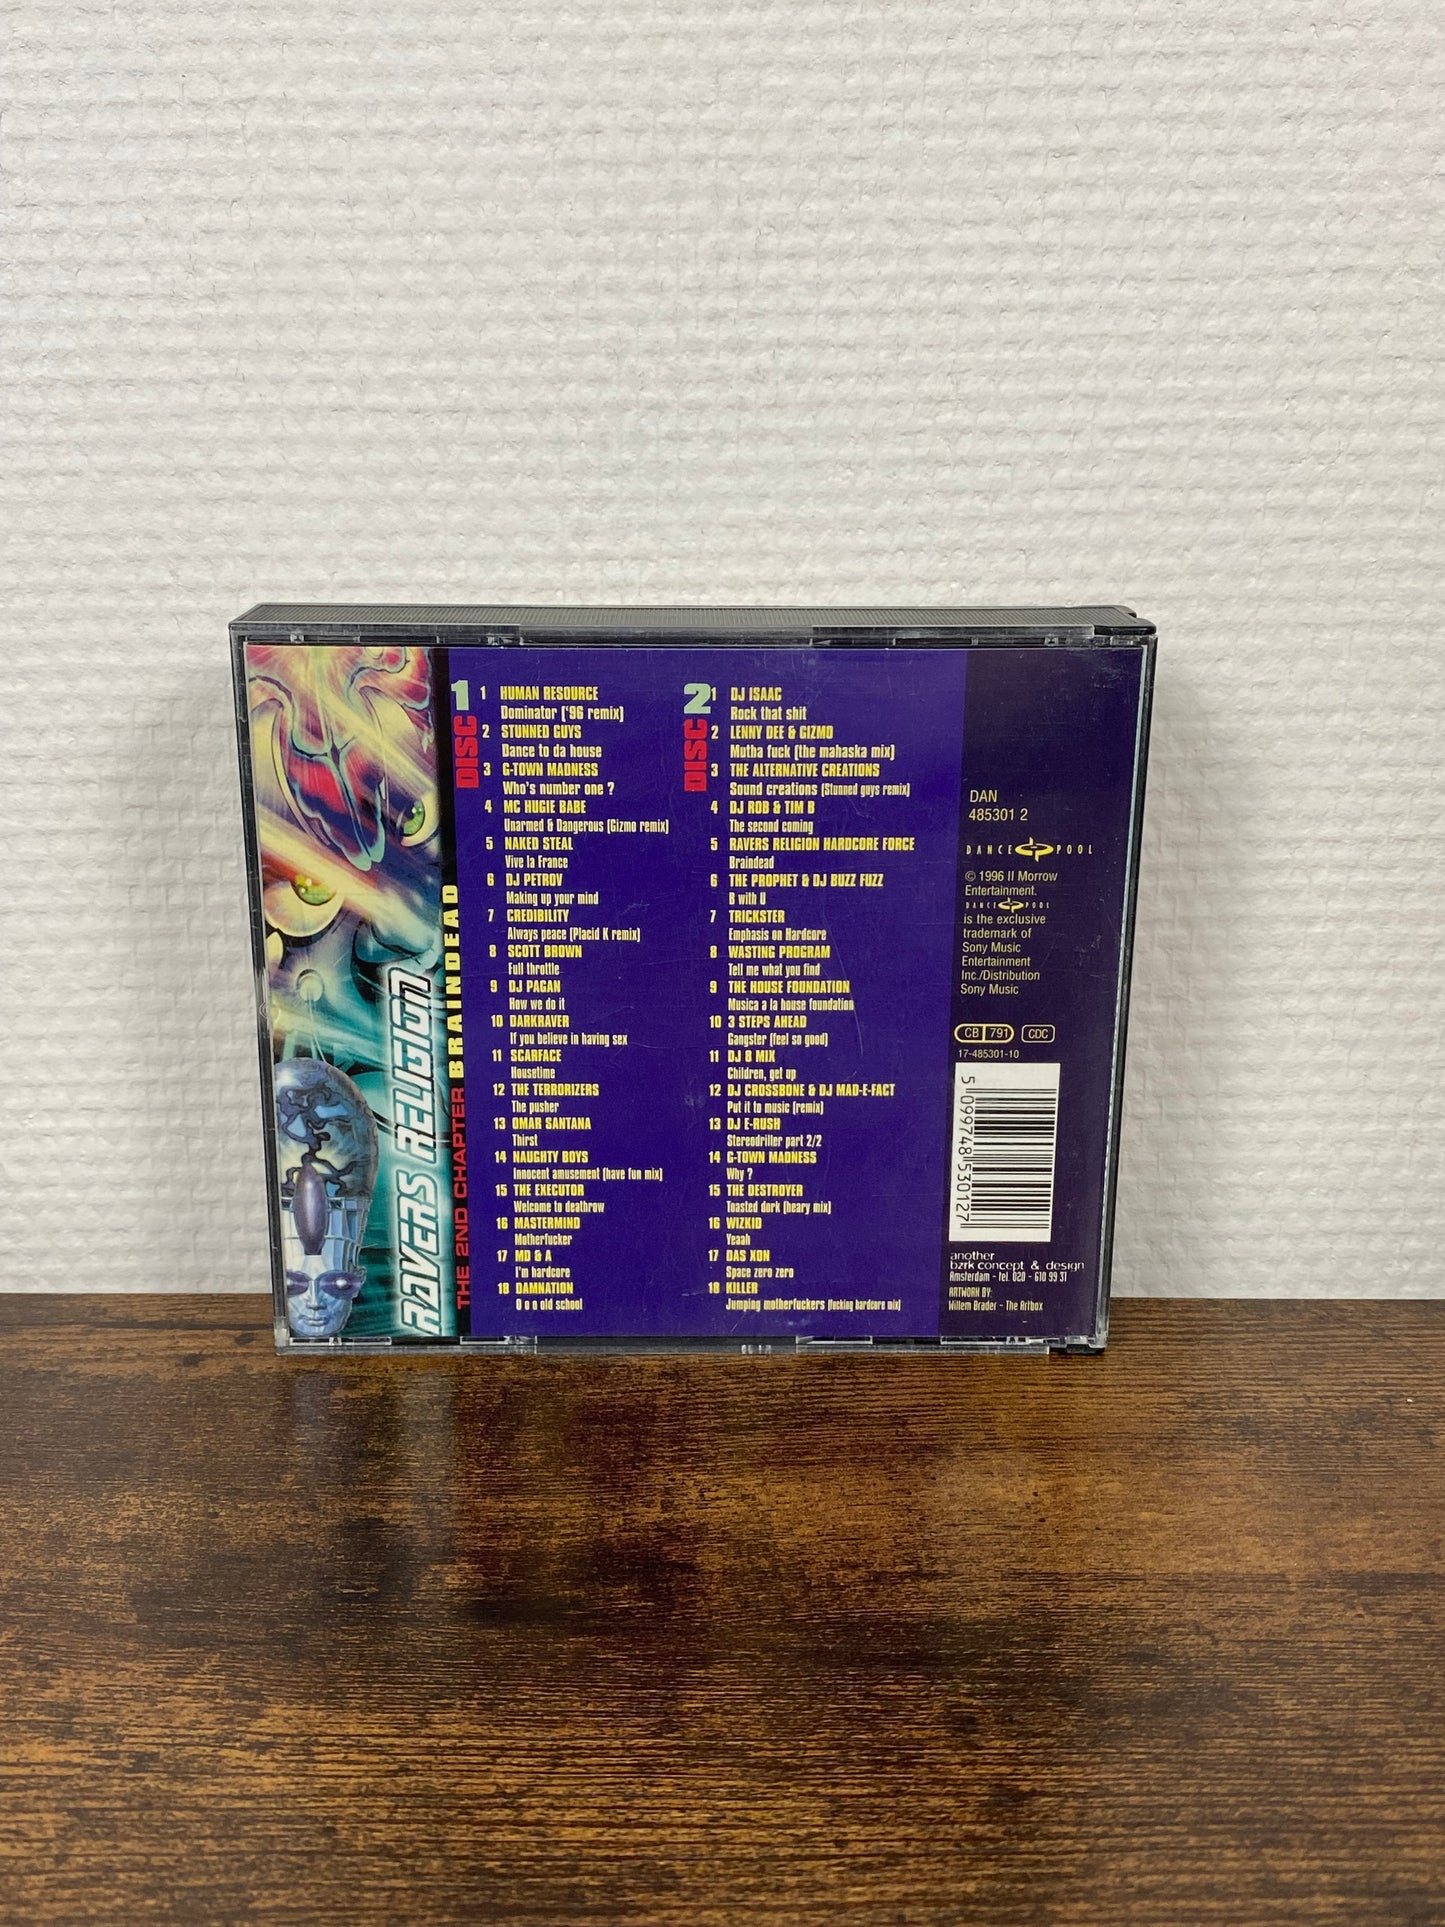 RAVERS RELIGION
THE 2ND CHAPTER BRAINDEAD
DISC 1
1 HUMAN RESOURCE
Dominator ('96 remix)
2 STUNNED GUYS
Dance to da house
3 G-TOWN MADNESS
Who's number one ?
4 MC HUGIE BABE
Unarmed & Dangerous (Gizmo remix)
5 NAKED STEAL
Vive la France
6 DJ PETROV
Making up your mind
7 CREDIBILITY
Always peace (Placid K remix)
8 SCOTT BROWN
Full throttle
9 DJ PAGAN
How we do it
10 DARKRAVER
If you believe in having sex
11 SCARFACE
Housetime
12 THE TERRORIZERS
The pusher
13 OMAR SANTANA
Thirst
14 NAUGHTY BOYS
Innocent amusement (have fun mix)
15 THE EXECUTOR
Welcome to deathrow
16 MASTERMIND
Motherfucker
17 MD & A
I'm hardcore
18 DAMNATION
O o o old school
DISC 2
1 DJ ISAAC
Rock that shit
2 LENNY DEE & GIZMO
Mutha fuck (the mahaska mix)
3 THE ALTERNATIVE CREATIONS
Sound creations (Stunned guys remix)
4 DJ ROB & TIM B
The second coming
5 RAVERS RELIGION HARDCORE FORCE
Braindead
6 THE PROPHET & DJ BUZZ FUZZ
B with U
7 TRICKSTER
Emphasis on Hardcore
8 WASTING PROGRAM
Tell me what you find
9 THE HOUSE FOUNDATION
Musica a la house foundation
10 3 STEPS AHEAD
Gangster (feel so good)
11 DJ 8 MIX
Children, get up
12 DJ CROSSBONE & DJ MAD-E-FACT
Put it to music (remix)
13 DJ E-RUSH
Stereodriller part 2/2
14 G-TOWN MADNESS
Why ?
15 THE DESTROYER
Toasted dork (heary mix)
16 WIZKID
Yeaah
17 DAS XON
Space zero zero
18 KILLER
Jumping motherfuckers (fucking hardcore mix)
DAN
485301 2
DANCE POOL
© 1996 II Morrow
Entertainment.
DANCE POOL
is the exclusive
trademark of
Sony Music
Entertainment
Inc./Distribution
Sony Music
CB 791 CDC
17-485301-10
5 099748 530127
another
bzrk concept & design
Amsterdam - tel. 020 - 610 99 31
ARTWORK BY:
Willem Brader - The Artbox